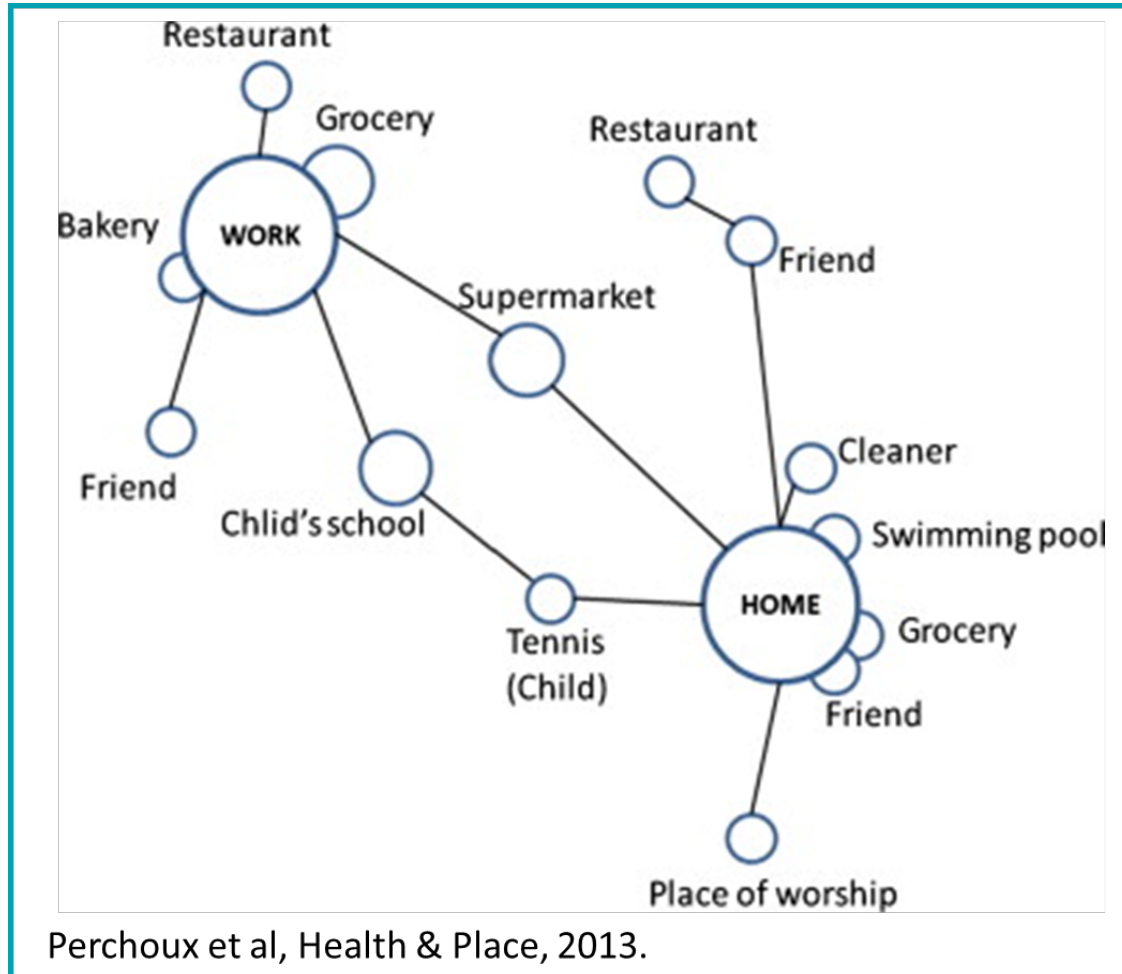 Restaurant
Grocery
Restaurant
Bakery
WORK
Friend
Supermarket
Cleaner
Friend
Chlid's school
Swimming pool
HOME
Grocery
Tennis
(Child)
Friend
Place of worship
Perchoux et al, Health & Place, 2013.